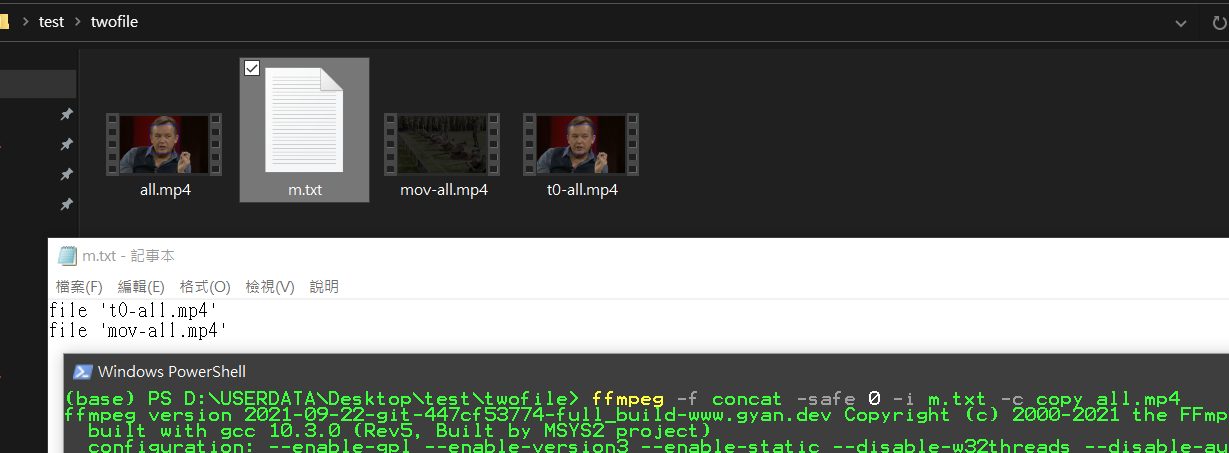 test > twofile
all.mp4
m.txt
mov-all.mp4
t0-all.mp4
m.txt - 記事本
檔案(F) 編輯(E) 格式(O) 檢視(V) 說明
file 't0-all.mp4'
file 'mov-all.mp4'
Windows PowerShell
(base) PS D:\USERDATA\Desktop\test\twofile> ffmpeg -f concat -safe 0 -i m.txt -c copy all.mp4
ffmpeg version 2021-09-22-git-447cf53774-full_build-www.gyan.dev Copyright (c) 2000-2021 the FFmp
built with gcc 10.3.0 (Rev5, Built by MSYS2 project)
configuration: --enable-gpl --enable-version3 --enable-static --disable-w32threads --disable-au